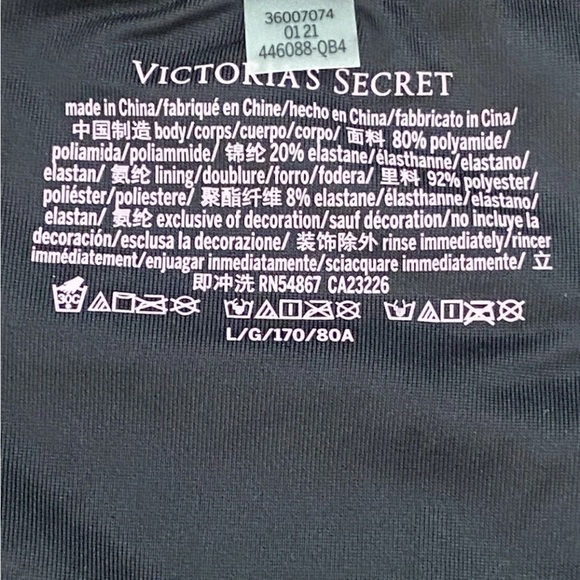 36007074
01 21
446088-QB4
VICTORIA'S SECRET
made in China/fabriqué en Chine/hecho en China/fabbricato in Cina/
中国制造 body/corps/cuerpo/corpo/ 面料 80% polyamide/
poliamida/poliammide/ 锦纶 20% elastane/élasthanne/elastano/
elastan/ 氨纶 lining/doublure/forro/fodera/ 里料 92% polyester/
poliéster/poliestere/ 聚酯纤维 8% elastane/élasthanne/elastano/
elastan/ 氨纶 exclusive of decoration/sauf décoration/no incluye la
decoración/esclusa la decorazione/ 装饰除外 rinse immediately/rincer
immédiatement/enjuagar inmediatamente/sciacquare immediatamente/ 立
即冲洗 RN54867 CA23226
30C
L/G/170/80A